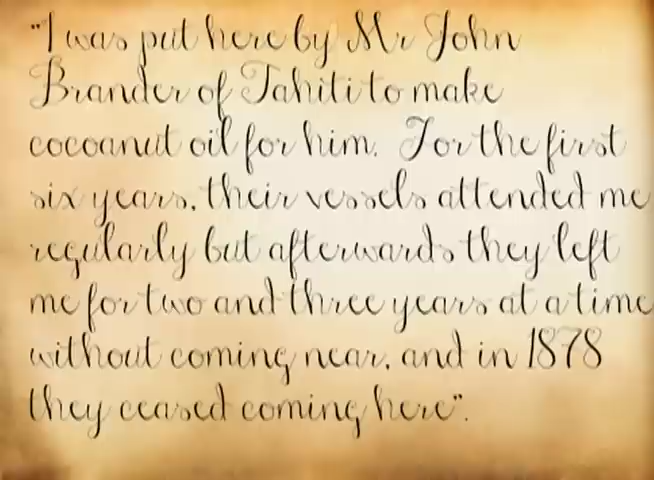 "I was put here by Mr John
Brander of Tahiti to make
cocoanut oil for him. For the first
six years, their vessels attended me
regularly but afterwards they left
me for two and three years at a time
without coming near, and in 1878
they ceased coming here".